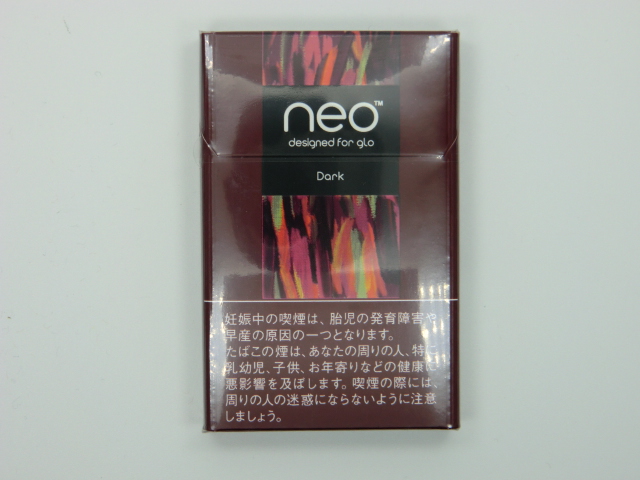 neo™
designed for glo
Dark
妊娠中の喫煙は、胎児の発育障害や
早産の原因の一つとなります。
たばこの煙は、あなたの周りの人、特に
乳幼児、子供、お年寄りなどの健康に
悪影響を及ぼします。喫煙の際には、
周りの人の迷惑にならないように注意
しましょう。